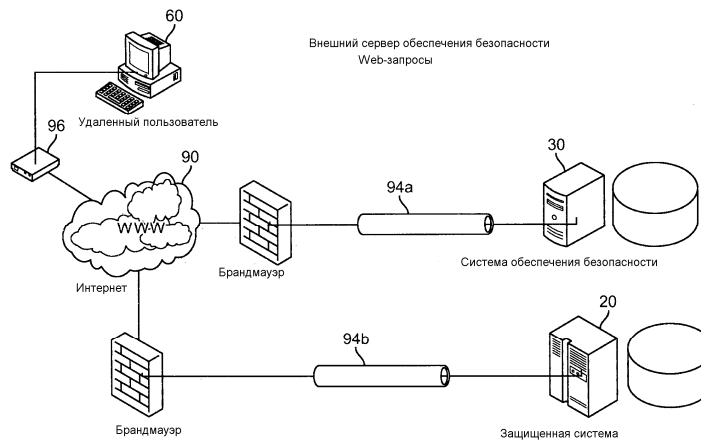 60
Внешний сервер обеспечения безопасности
Web-запросы
Удаленный пользователь
96
90
30
94a
WWW
Интернет
Брандмауэр
Система обеспечения безопасности
20
94b
Брандмауэр
Защищенная система